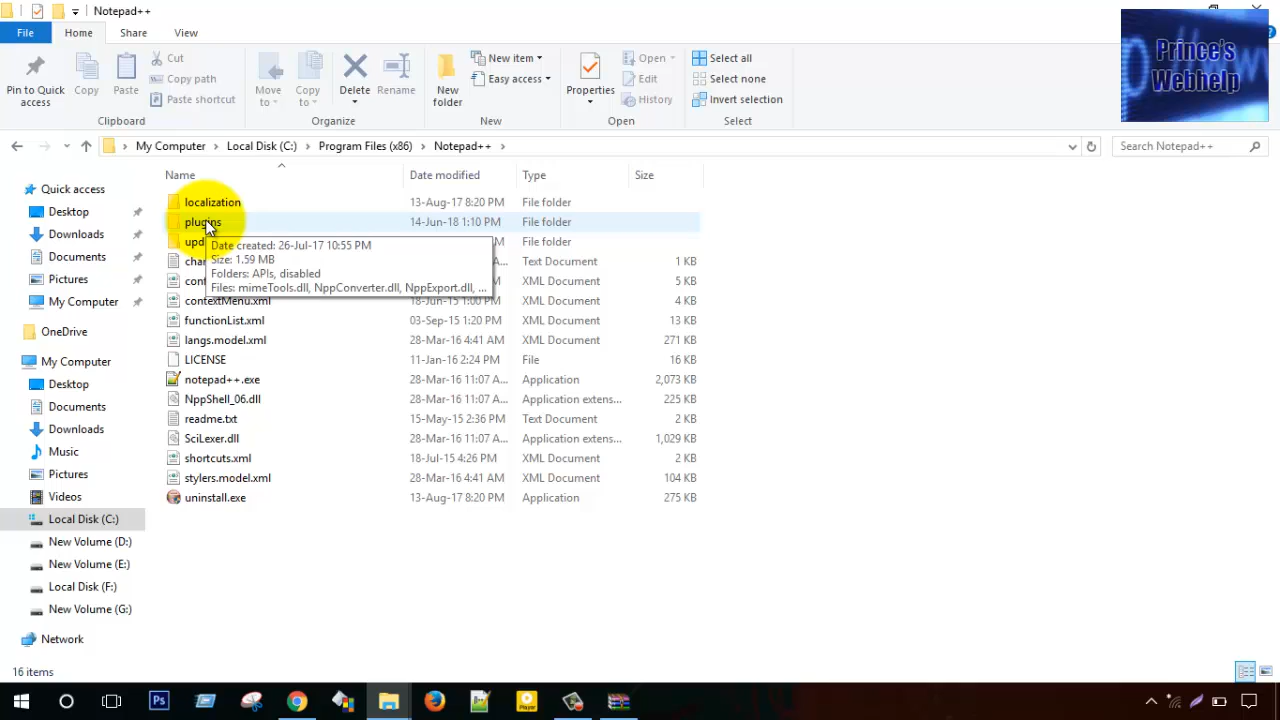 Notepad++
File Home Share View
Prince's
Webhelp
Pin to Quick
access
Copy
Paste
Cut
Copy path
Paste shortcut
Move
to
Copy
to
Delete
Rename
New
folder
New item
Easy access
Properties
Open
Edit
History
Select all
Select none
Invert selection
Clipboard Organize New Open Select
My Computer Local Disk (C:) Program Files (x86) Notepad++
Search Notepad++
Name Date modified Type Size
Quick access
Desktop
Downloads
Documents
Pictures
My Computer
OneDrive
My Computer
Desktop
Documents
Downloads
Music
Pictures
Videos
Local Disk (C:)
New Volume (D:)
New Volume (E:)
Local Disk (F:)
New Volume (G:)
Network
localization 13-Aug-17 8:20 PM File folder
plugins 14-Jun-18 1:10 PM File folder
upd M File folder
Date created: 26-Jul-17 10:55 PM
Size: 1.59 MB
Folders: APIs, disabled
Files: mimeTools.dll, NppConverter.dll, NppExport.dll, ...
char Text Document 1 KB
con XML Document 5 KB
contextMenu.xml 18-Jun-15 1:00 PM XML Document 4 KB
functionList.xml 03-Sep-15 1:20 PM XML Document 13 KB
langs.model.xml 28-Mar-16 4:41 AM XML Document 271 KB
LICENSE 11-Jan-16 2:24 PM File 16 KB
notepad++.exe 28-Mar-16 11:07 A... Application 2,073 KB
NppShell_06.dll 28-Mar-16 11:07 A... Application extens... 225 KB
readme.txt 15-May-15 2:36 PM Text Document 2 KB
SciLexer.dll 28-Mar-16 11:07 A... Application extens... 1,029 KB
shortcuts.xml 18-Jul-15 4:26 PM XML Document 2 KB
stylers.model.xml 28-Mar-16 4:41 AM XML Document 104 KB
uninstall.exe 13-Aug-17 8:20 PM Application 275 KB
16 items
Ps
Player